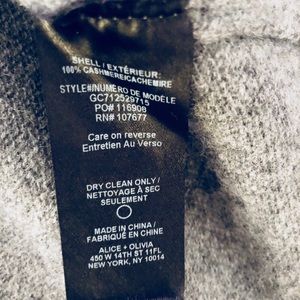 SHELL / EXTÉRIEUR:
100% CASHMERE/CACHEMIRE
STYLE#/NUMÉRO DE MODÈLE
GC712529715
PO# 116908
RN# 107677
Care on reverse
Entretien Au Verso
DRY CLEAN ONLY /
NETTOYAGE À SEC
SEULEMENT
MADE IN CHINA /
FABRIQUÉ EN CHINE
ALICE + OLIVIA
450 W 14TH ST 11FL
NEW YORK, NY 10014